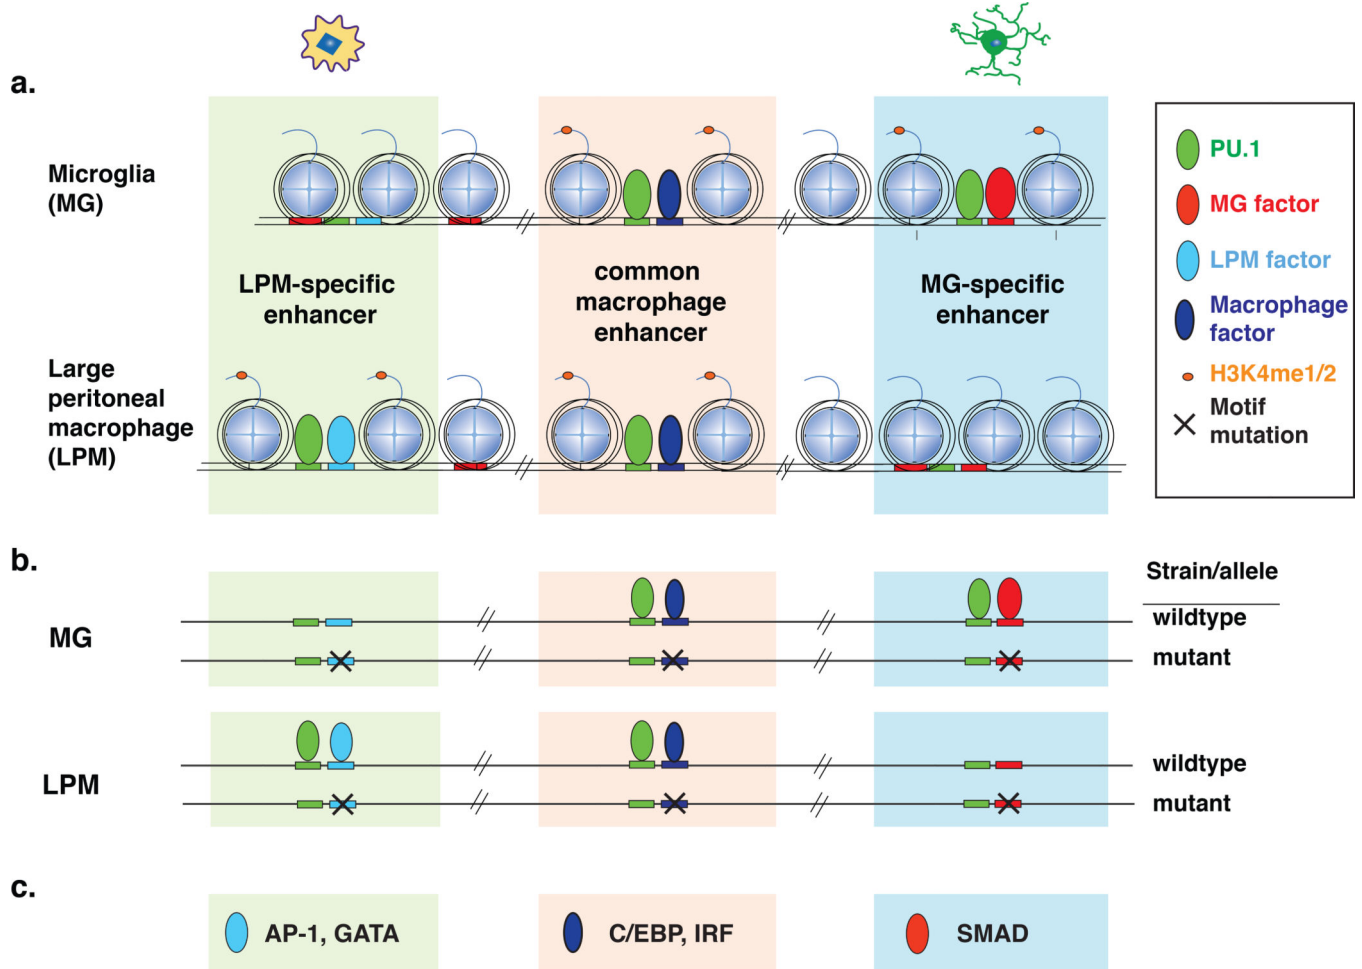 a.
Microglia
(MG)
LPM-specific
enhancer
common
macrophage
enhancer
MG-specific
enhancer
Large
peritoneal
macrophage
(LPM)
PU.1
MG factor
LPM factor
Macrophage
factor
H3K4me1/2
Motif
mutation
b.
Strain/allele
MG
wildtype
mutant
LPM
wildtype
mutant
c.
AP-1, GATA
C/EBP, IRF
SMAD